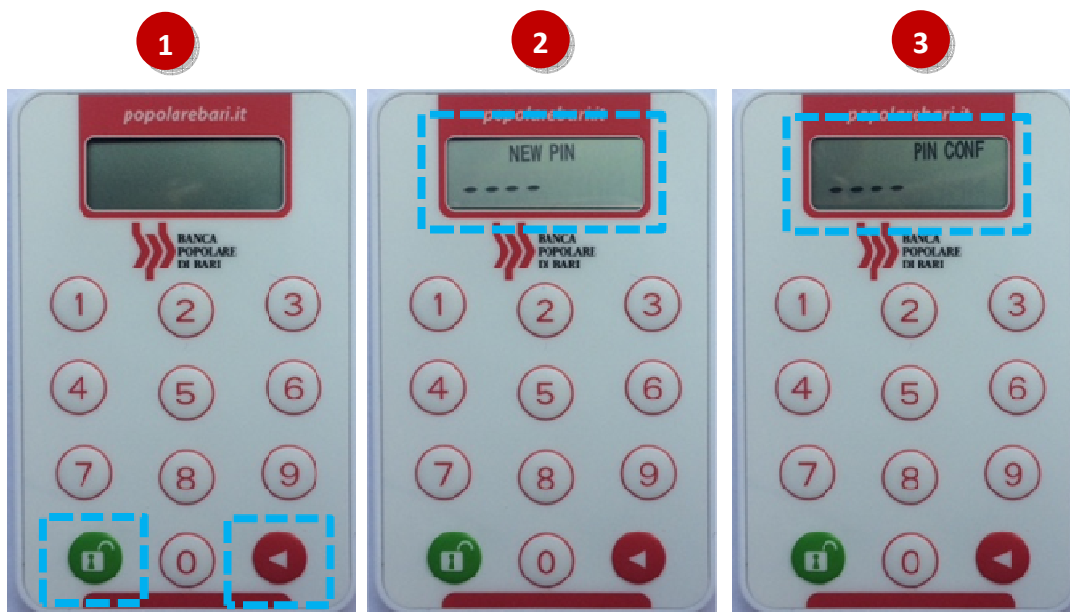 1
popolarebari.it
BANCA
POPOLARE
DI BARI
1 2 3
4 5 6
7 8 9
0
2
popolarebari.it
NEW PIN
- - - -
BANCA
POPOLARE
DI BARI
1 2 3
4 5 6
7 8 9
0
3
popolarebari.it
PIN CONF
- - - -
BANCA
POPOLARE
DI BARI
1 2 3
4 5 6
7 8 9
0